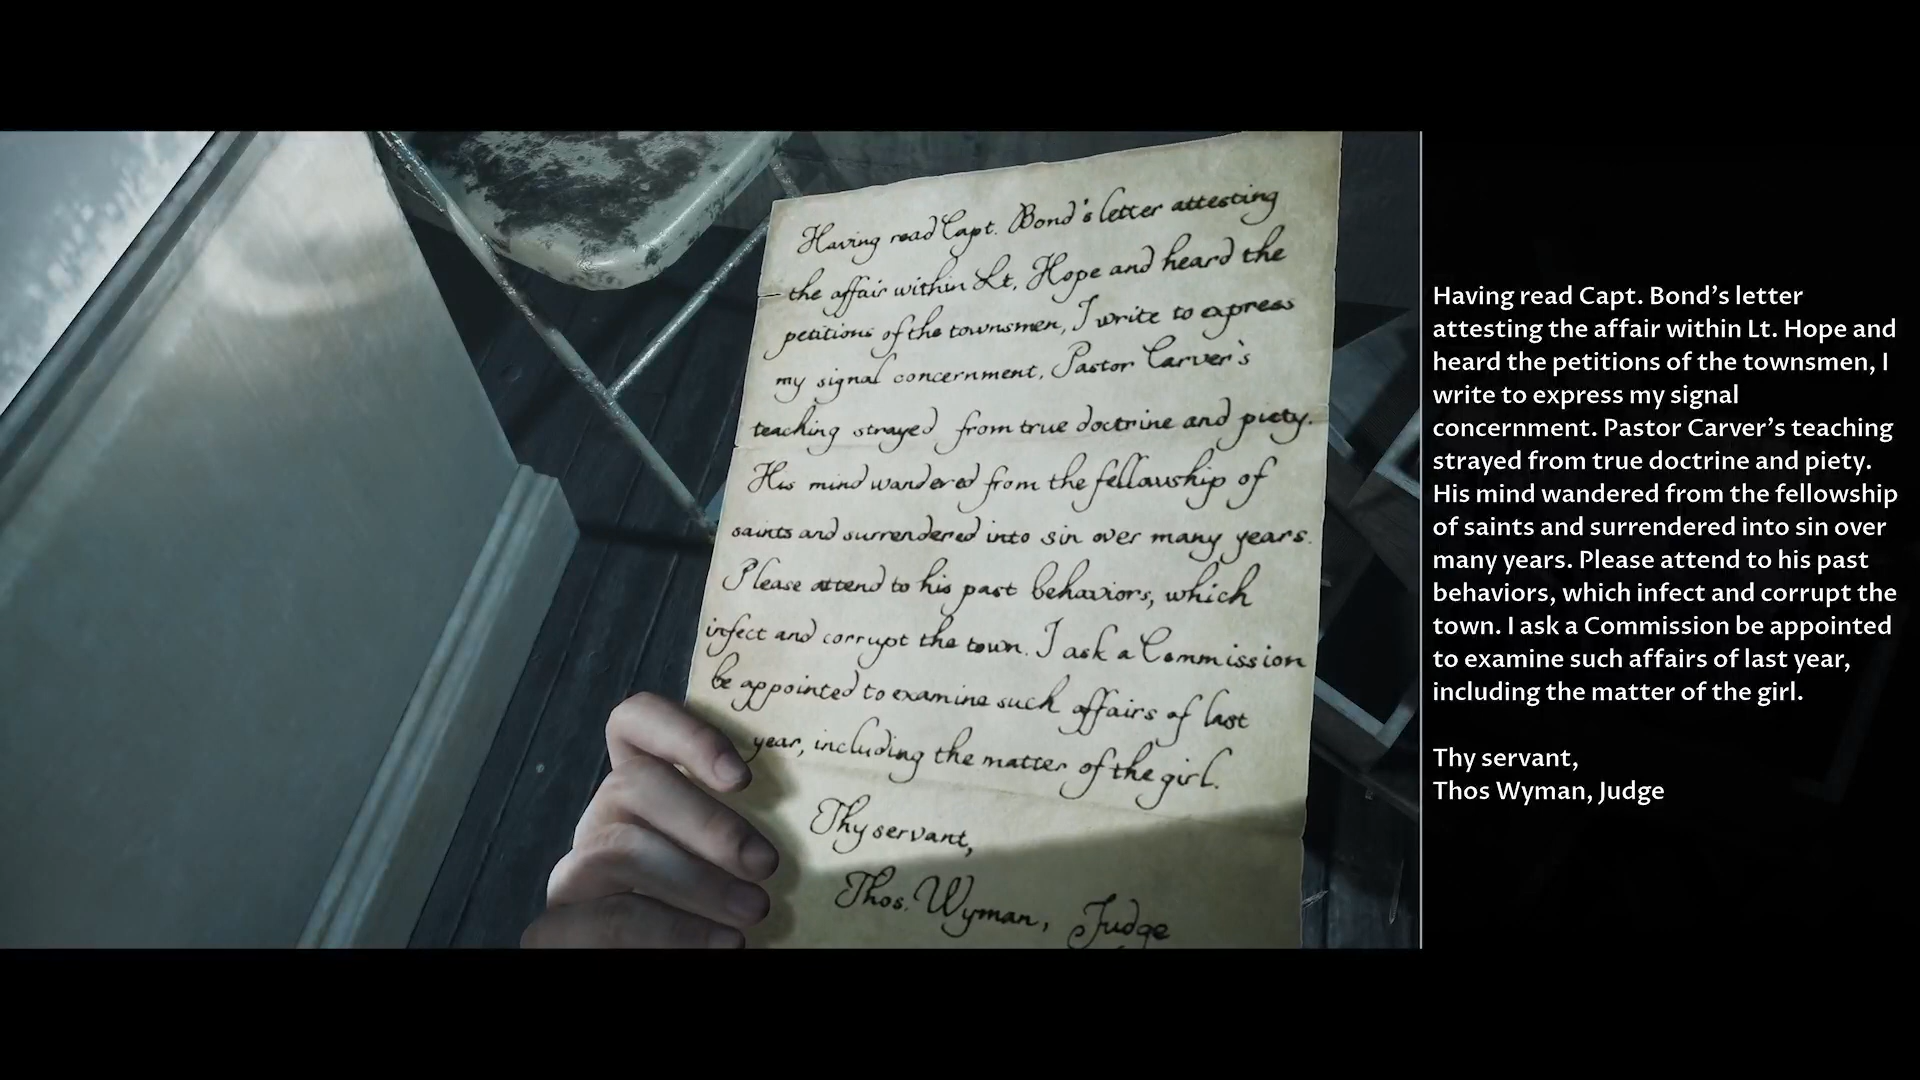 Having read Capt. Bond's letter attesting
the affair within Lt. Hope and heard the
petitions of the townsmen, I write to express
my signal concernment, Pastor Carver's
teaching strayed from true doctrine and piety.
His mind wandered from the fellowship of
saints and surrendered into sin over many years.
Please attend to his past behaviors, which
infect and corrupt the town. I ask a Commission
be appointed to examine such affairs of last
year, including the matter of the girl.
Thy servant,
Thos. Wyman, Judge
Having read Capt. Bond's letter
attesting the affair within Lt. Hope and
heard the petitions of the townsmen, I
write to express my signal
concernment. Pastor Carver's teaching
strayed from true doctrine and piety.
His mind wandered from the fellowship
of saints and surrendered into sin over
many years. Please attend to his past
behaviors, which infect and corrupt the
town. I ask a Commission be appointed
to examine such affairs of last year,
including the matter of the girl.
Thy servant,
Thos Wyman, Judge